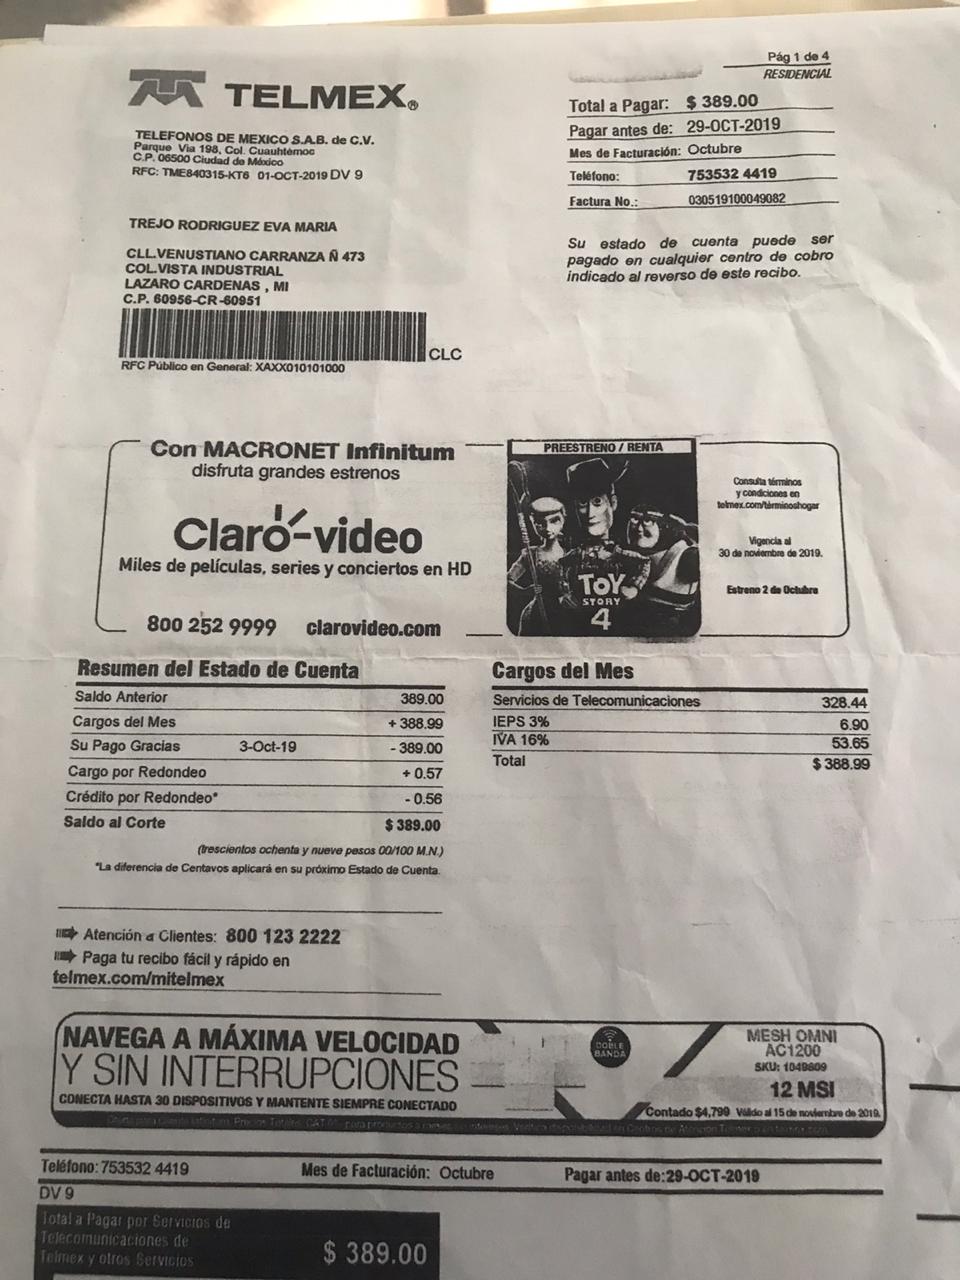 Pág 1 de 4
RESIDENCIAL
TELMEX®
TELEFONOS DE MEXICO S.A.B. de C.V.
Parque Via 198, Col. Cuauhtémoc
C.P. 06500 Ciudad de México
RFC: TME840315-KT6 01-OCT-2019 DV 9
Total a Pagar: $ 389.00
Pagar antes de: 29-OCT-2019
Mes de Facturación: Octubre
Teléfono: 753532 4419
Factura No.: 030519100049082
TREJO RODRIGUEZ EVA MARIA
CLL.VENUSTIANO CARRANZA Ñ 473
COL.VISTA INDUSTRIAL
LAZARO CARDENAS , MI
C.P. 60956-CR-60951
CLC
RFC Público en General: XAXX010101000
Su estado de cuenta puede ser
pagado en cualquier centro de cobro
indicado al reverso de este recibo.
Con MACRONET Infinitum
disfruta grandes estrenos
Claro-video
Miles de películas, series y conciertos en HD
800 252 9999 clarovideo.com
PREESTRENO / RENTA
TOY
STORY
4
Consulta términos
y condiciones en
telmex.com/términoshogar
Vigencia al
30 de noviembre de 2019.
Estreno 2 de Octubre
Resumen del Estado de Cuenta
Saldo Anterior 389.00
Cargos del Mes + 388.99
Su Pago Gracias 3-Oct-19 - 389.00
Cargo por Redondeo + 0.57
Crédito por Redondeo* - 0.56
Saldo al Corte $ 389.00
(trescientos ochenta y nueve pesos 00/100 M.N.)
*La diferencia de Centavos aplicará en su próximo Estado de Cuenta.
Cargos del Mes
Servicios de Telecomunicaciones 328.44
IEPS 3% 6.90
IVA 16% 53.65
Total $ 388.99
Atención a Clientes: 800 123 2222
Paga tu recibo fácil y rápido en
telmex.com/mitelmex
NAVEGA A MÁXIMA VELOCIDAD
Y SIN INTERRUPCIONES
CONECTA HASTA 30 DISPOSITIVOS Y MANTENTE SIEMPRE CONECTADO
DOBLE
BANDA
MESH OMNI
AC1200
SKU: 1049809
12 MSI
Contado $4,799 Válido al 15 de noviembre de 2019.
Teléfono: 753532 4419 Mes de Facturación: Octubre Pagar antes de:29-OCT-2019
DV 9
Total a Pagar por Servicios de
Telecomunicaciones de
Telmex y otros Servicios $ 389.00